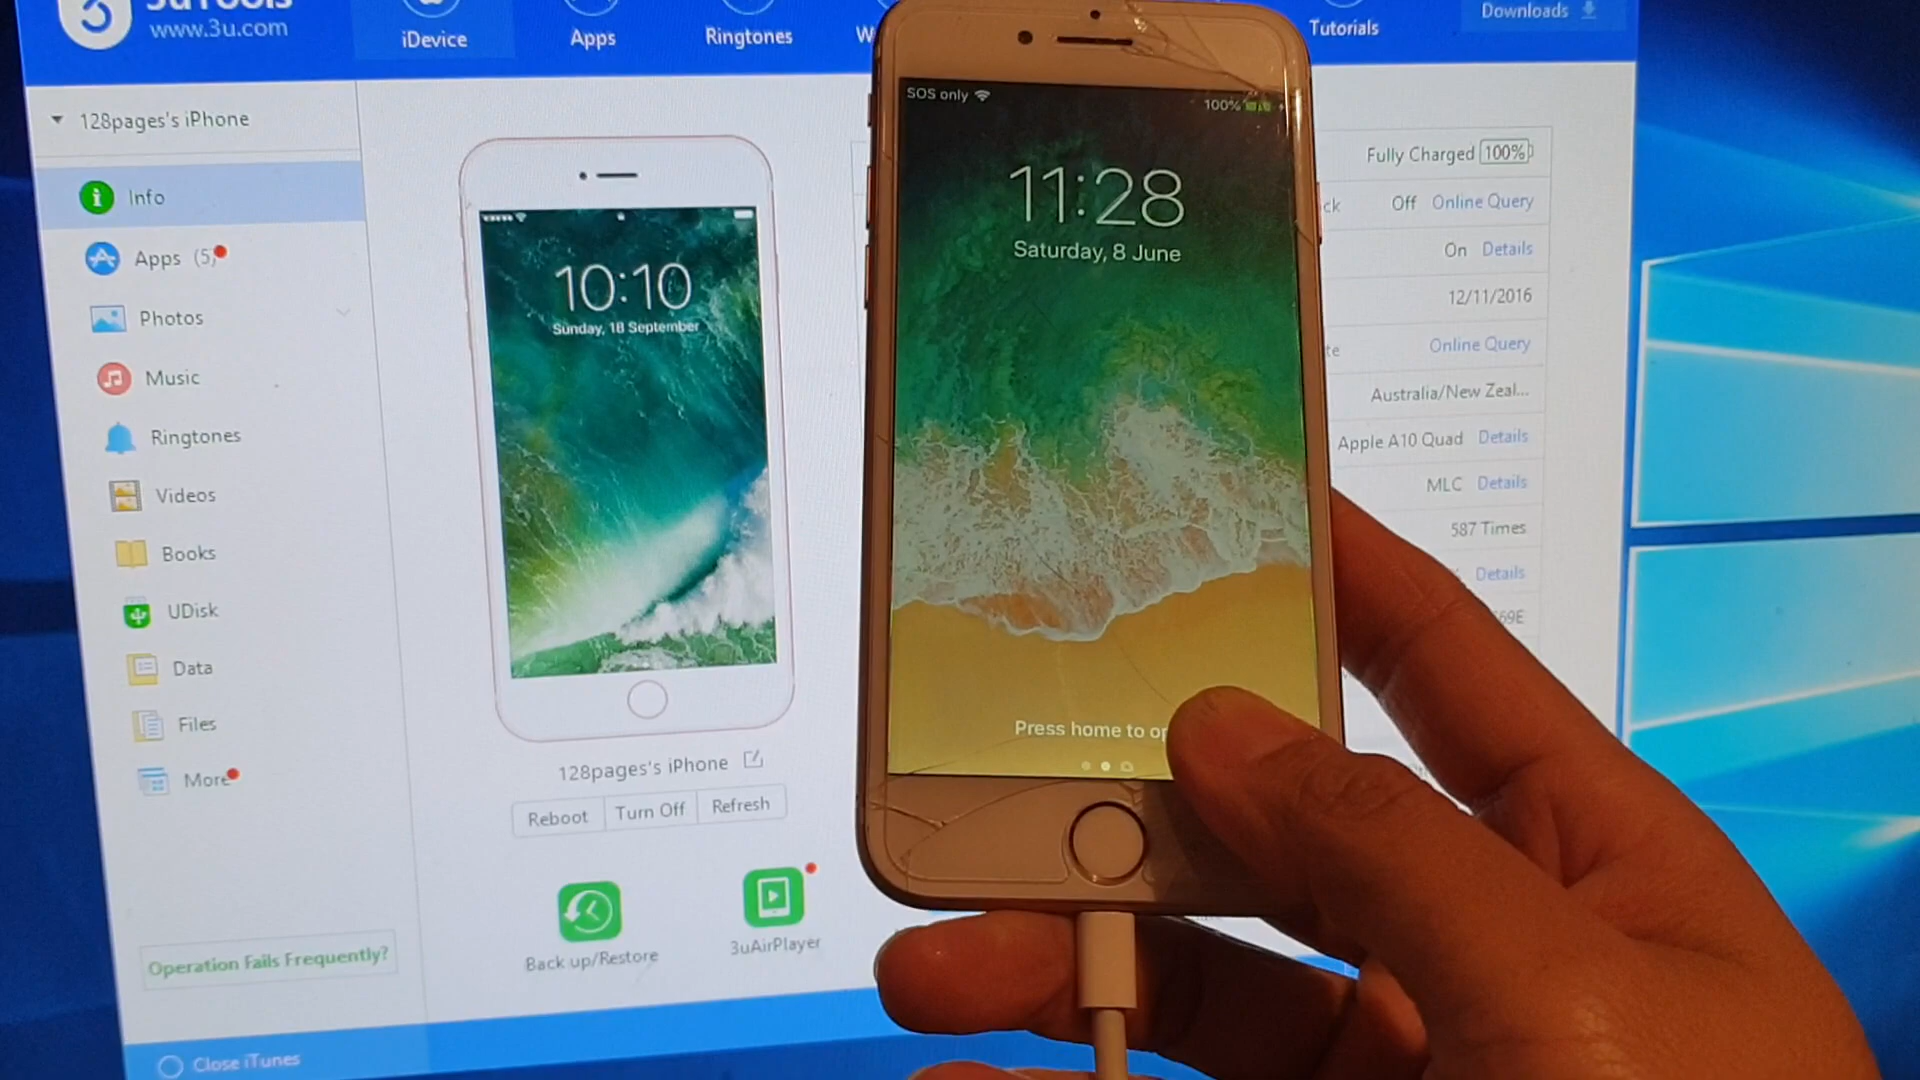 3uTools
www.3u.com
iDevice
Apps
Ringtones
Tutorials
Downloads
128pages's iPhone
Info
Apps (5)
Photos
Music
Ringtones
Videos
Books
UDisk
Data
Files
More
Operation Fails Frequently?
Close iTunes
10:10
Sunday, 18 September
128pages's iPhone
Reboot
Turn Off
Refresh
Back up/Restore
3uAirPlayer
SOS only
100%
11:28
Saturday, 8 June
Press home to op
Fully Charged 100%
ck Off Online Query
On Details
12/11/2016
te Online Query
Australia/New Zeal...
Apple A10 Quad Details
MLC Details
587 Times
Details
69E